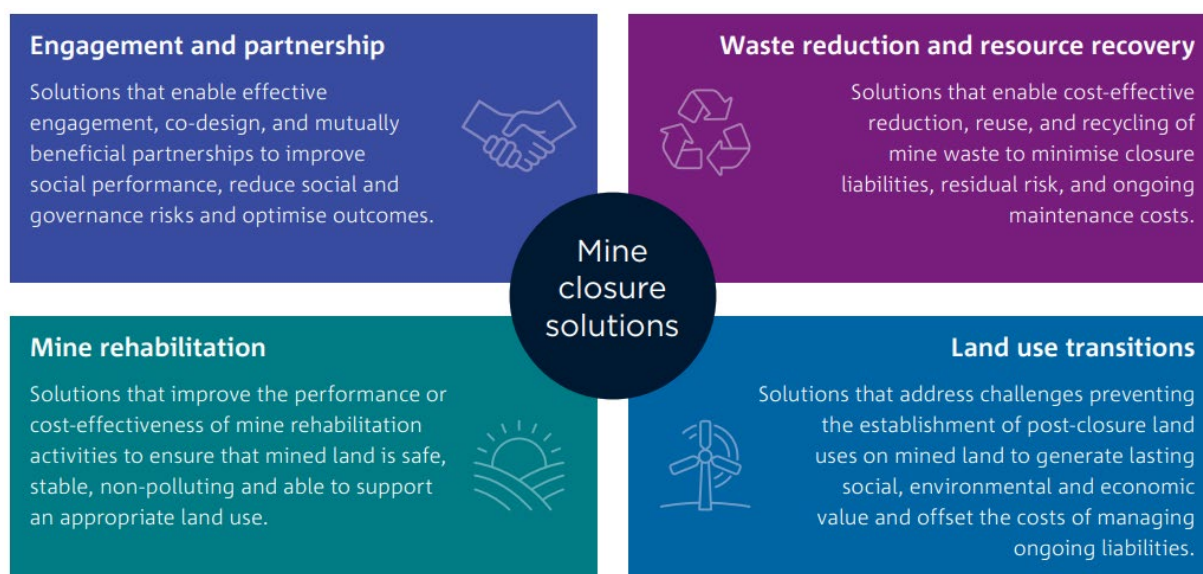 Engagement and partnership
Solutions that enable effective
engagement, co-design, and mutually
beneficial partnerships to improve
social performance, reduce social and
governance risks and optimise outcomes.
Waste reduction and resource recovery
Solutions that enable cost-effective
reduction, reuse, and recycling of
mine waste to minimise closure
liabilities, residual risk, and ongoing
maintenance costs.
Mine
closure
solutions
Mine rehabilitation
Solutions that improve the performance or
cost-effectiveness of mine rehabilitation
activities to ensure that mined land is safe,
stable, non-polluting and able to support
an appropriate land use.
Land use transitions
Solutions that address challenges preventing
the establishment of post-closure land
uses on mined land to generate lasting
social, environmental and economic
value and offset the costs of managing
ongoing liabilities.